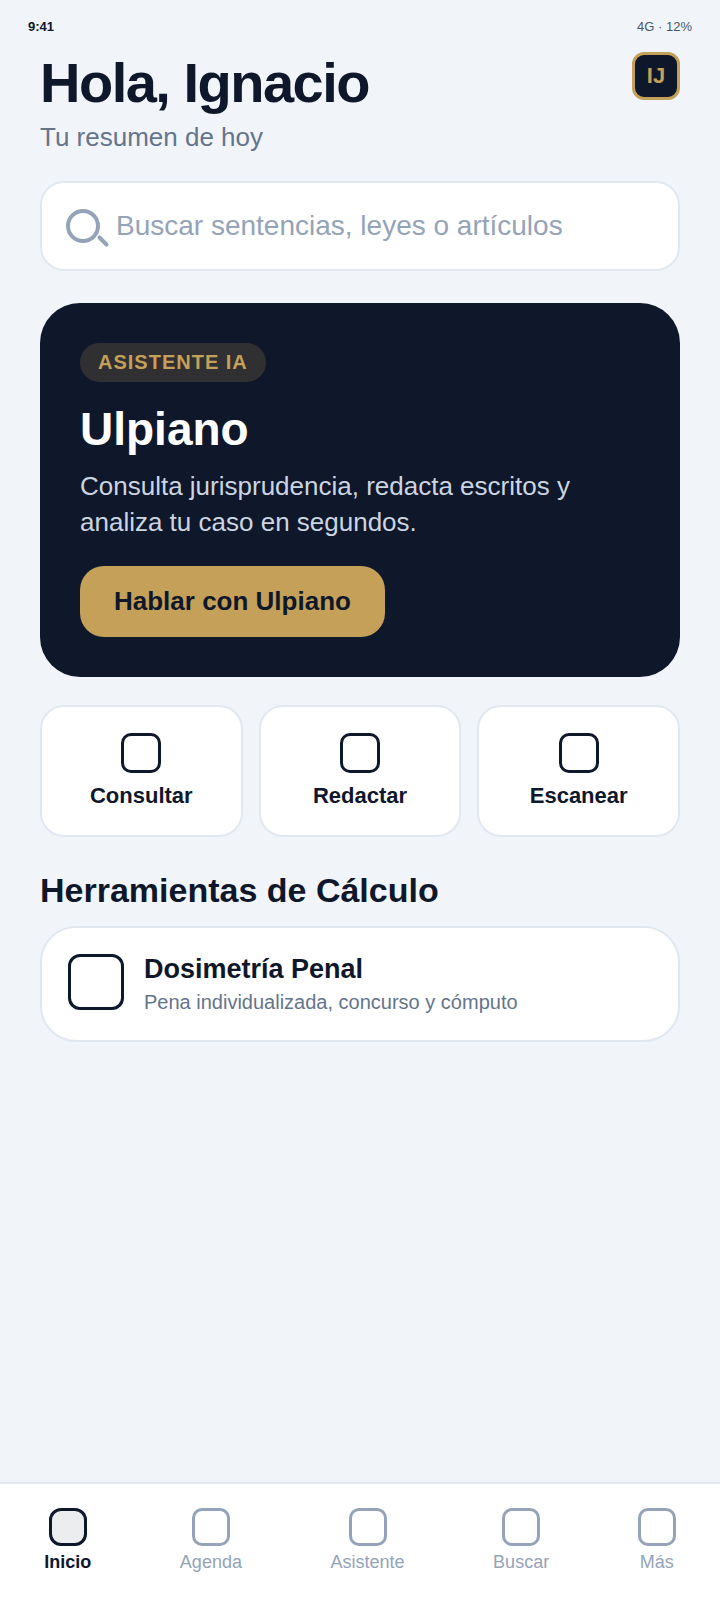 9:41
4G · 12%
Hola, Ignacio
IJ
Tu resumen de hoy
Buscar sentencias, leyes o artículos
ASISTENTE IA
Ulpiano
Consulta jurisprudencia, redacta escritos y
analiza tu caso en segundos.
Hablar con Ulpiano
Consultar
Redactar
Escanear
Herramientas de Cálculo
Dosimetría Penal
Pena individualizada, concurso y cómputo
Inicio
Agenda
Asistente
Buscar
Más